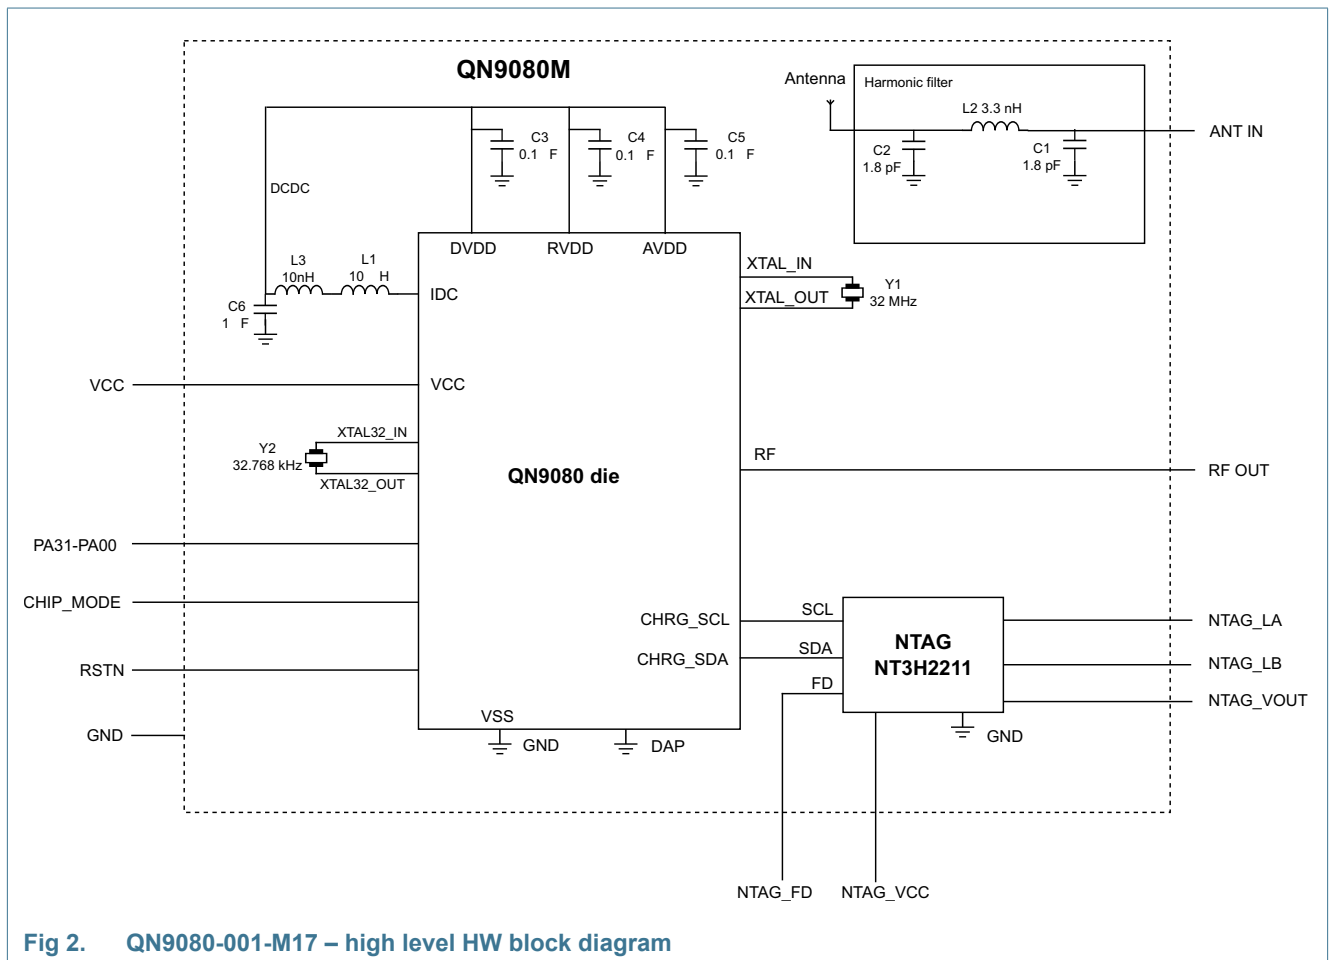 QN9080M
Antenna
Harmonic filter
L2 3.3 nH
C2
1.8 pF
C1
1.8 pF
ANT IN
C3
0.1 F
C4
0.1 F
C5
0.1 F
DCDC
DVDD
RVDD
AVDD
L3
10nH
L1
10 H
IDC
C6
1 F
XTAL_IN
XTAL_OUT
Y1
32 MHz
VCC
VCC
XTAL32_IN
Y2
32.768 kHz
XTAL32_OUT
QN9080 die
RF
RF OUT
PA31-PA00
CHIP_MODE
RSTN
GND
CHRG_SCL
CHRG_SDA
SCL
SDA
FD
NTAG
NT3H2211
NTAG_LA
NTAG_LB
NTAG_VOUT
VSS
GND
DAP
GND
NTAG_FD
NTAG_VCC
Fig 2. QN9080-001-M17 – high level HW block diagram